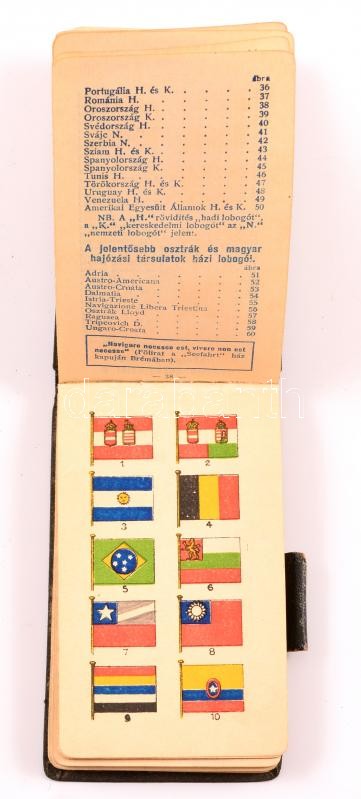 ábra
Portugália H. és K. . . . . . 36
Románia H. . . . . . 37
Oroszország H. . . . . . 38
Oroszország K. . . . . . 39
Svédország H. . . . . . 40
Svájc N. . . . . . 41
Szerbia N. . . . . . 42
Sziam H. és K. . . . . . 43
Spanyolország H. . . . . . 44
Spanyolország K. . . . . . 45
Tunis H. . . . . . 46
Törökország H. és K. . . . . . 47
Uruguay H. és K. . . . . . 48
Venezuela H. . . . . . 49
Amerikai Egyesült Államok H. és K. 50
NB. A „H." rövidítés „hadi lobogót",
a „K." „kereskedelmi lobogót" az „N."
„nemzeti lobogót" jelent.
A jelentősebb osztrák és magyar
hajózási társulatok házi lobogói.
ábra
Adria . . . . . 51
Austro-Americana . . . . . 52
Austro-Croata . . . . . 53
Dalmatia . . . . . 54
Istria-Trieste . . . . . 55
Navigazione Libera Triestina . . 56
Osztrák Lloyd . . . . . 57
Ragusea . . . . . 58
Tripcovich D. . . . . . 59
Ungaro-Croata . . . . . 60
„Navigare necesse est, vivere non est
necesse" (Fölirat a „Seefahrt" ház
kapuján Brémában).
— 38 —
1 2
3 4
5 6
7 8
9 10